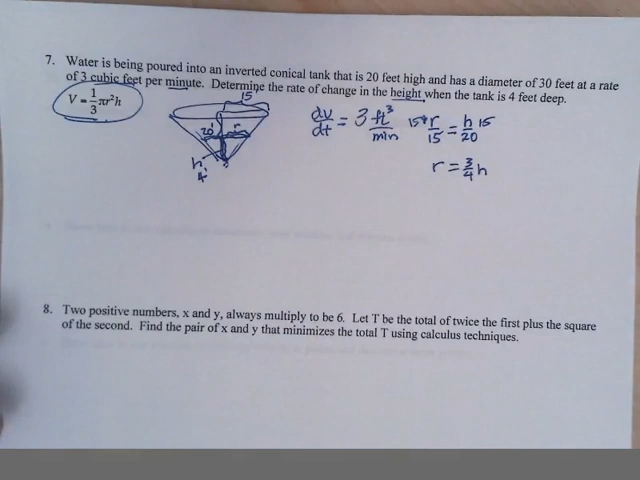 7. Water is being poured into an inverted conical tank that is 20 feet high and has a diameter of 30 feet at a rate
of 3 cubic feet per minute. Determine the rate of change in the height when the tank is 4 feet deep.
V = 1/3 πr²h
15
20'
r
h
4'
dv/dt = 3 ft³/min
15* r/15 = h/20 15
r = 3/4 h
8. Two positive numbers, x and y, always multiply to be 6. Let T be the total of twice the first plus the square
of the second. Find the pair of x and y that minimizes the total T using calculus techniques.